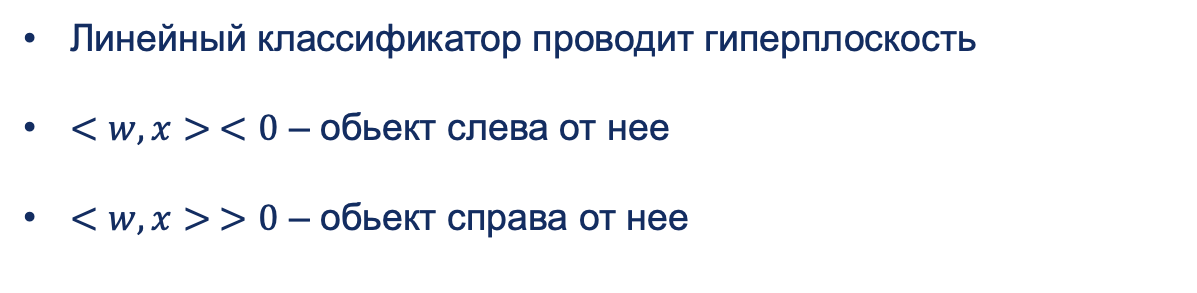 • Линейный классификатор проводит гиперплоскость
• < w, x > < 0 – обьект слева от нее
• < w, x > > 0 – обьект справа от нее